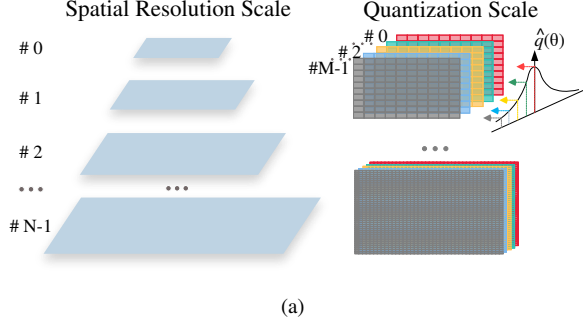 Spatial Resolution Scale
# 0
# 1
# 2
# N-1
Quantization Scale
# 0
# 2
#M-1
q̂(θ)
(a)